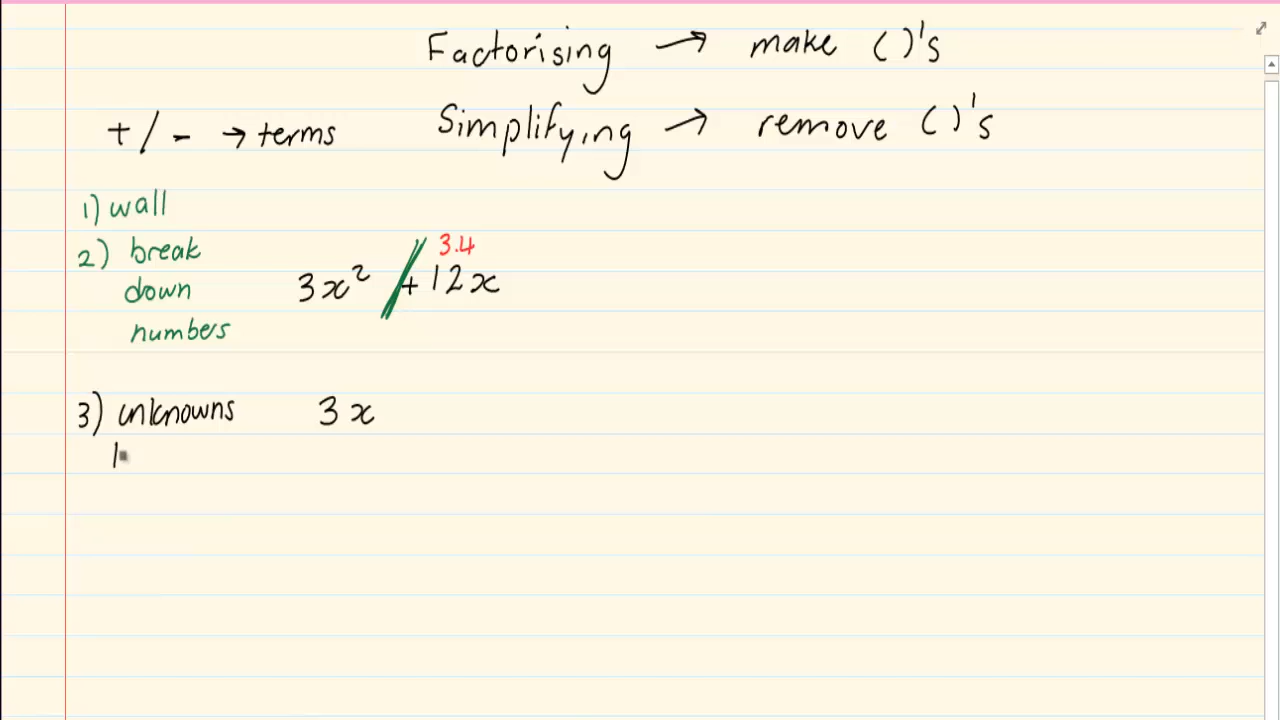 Factorising → make ( )'s
+/- → terms Simplifying → remove ( )'s
1) wall
2) break
down
numbers
3.4
3x² + 12x
3) unknowns 3x